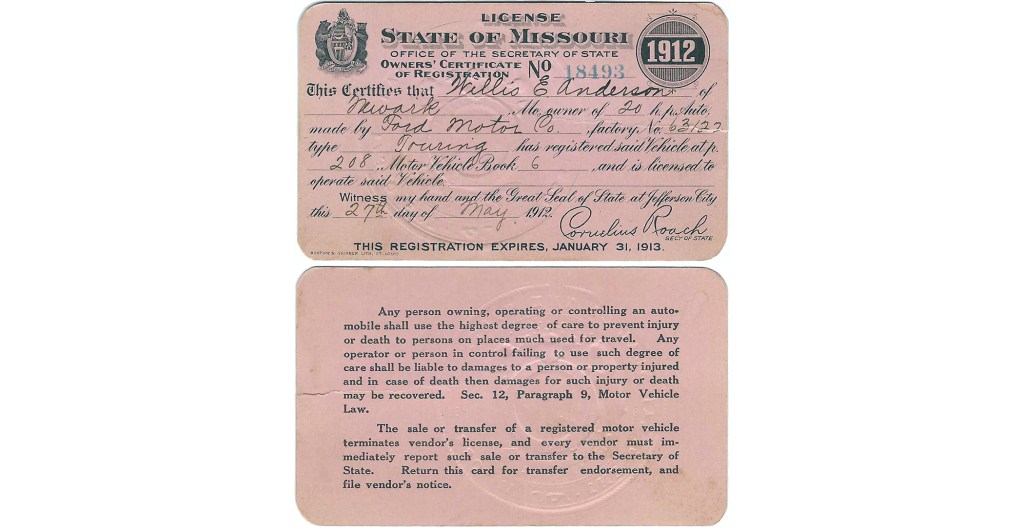 LICENSE
STATE OF MISSOURI
OFFICE OF THE SECRETARY OF STATE
OWNERS' CERTIFICATE
OF REGISTRATION No 18493
1912
This Certifies that Willis E Anderson of
Newark, Mo, owner of 20 h.p. Auto.
made by Ford Motor Co., factory No. 63122
type Touring has registered said Vehicle at p.
208, Motor Vehicle Book 6, and is licensed to
operate said Vehicle.
Witness my hand and the Great Seal of State at Jefferson City
this 27th day of May, 1912.
Cornelius Roach
SEC'Y OF STATE
THIS REGISTRATION EXPIRES, JANUARY 31, 1913.
Any person owning, operating or controlling an auto-
mobile shall use the highest degree of care to prevent injury
or death to persons on places much used for travel. Any
operator or person in control failing to use such degree of
care shall be liable to damages to a person or property injured
and in case of death then damages for such injury or death
may be recovered. Sec. 12, Paragraph 9, Motor Vehicle
Law.
The sale or transfer of a registered motor vehicle
terminates vendor's license, and every vendor must im-
mediately report such sale or transfer to the Secretary of
State. Return this card for transfer endorsement, and
file vendor's notice.